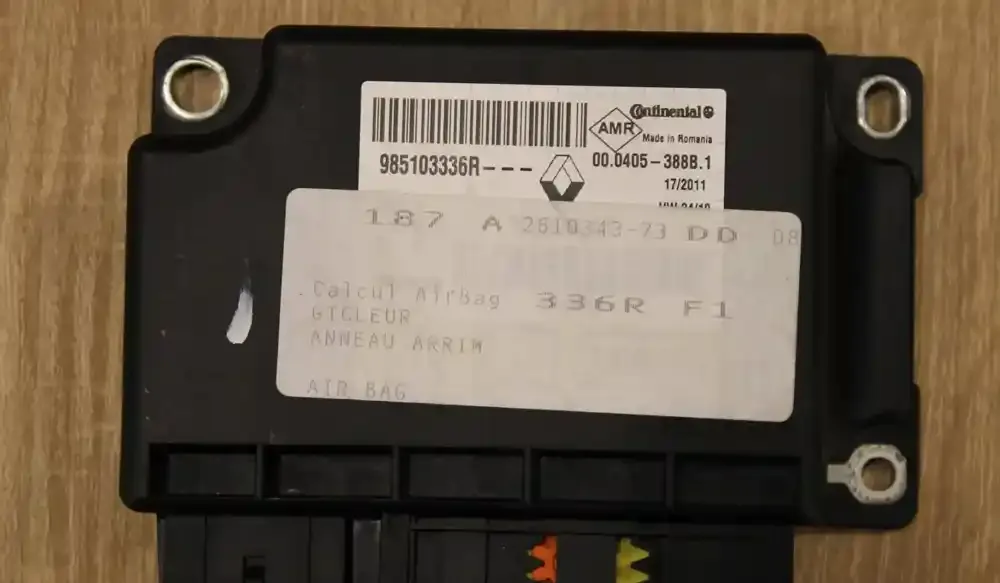 Continental
AMR
Made in Romania
985103336R---
00.0405-388B.1
17/2011
187 A 2610343-73 DD 08
.Calcul AirBag 336R F1
GICLEUR
ANNEAU ARRIM
AIR BAG